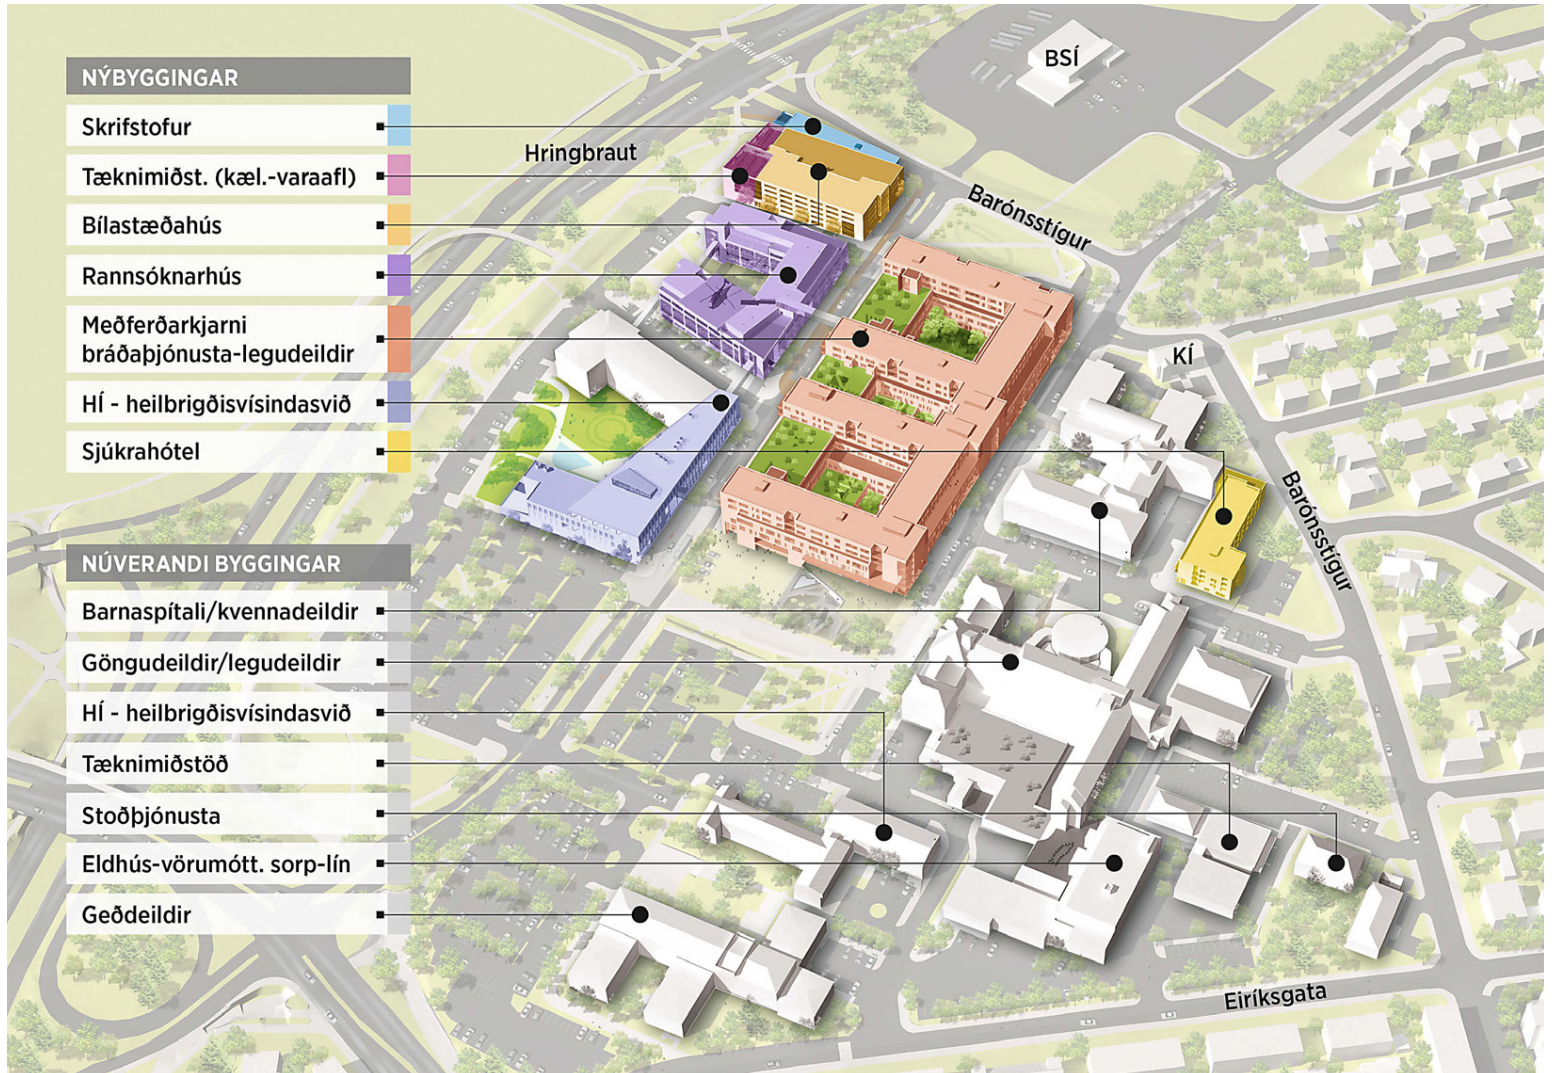 NÝBYGGINGAR
Skrifstofur
Tæknimiðst. (kæl.-varaafl)
Bílastæðahús
Rannsóknarhús
Meðferðarkjarni
bráðaþjónusta-legudeildir
HÍ - heilbrigðisvísindasvið
Sjúkrahótel
NÚVERANDI BYGGINGAR
Barnaspítali/kvennadeildir
Göngudeildir/legudeildir
HÍ - heilbrigðisvísindasvið
Tæknimiðstöð
Stoðþjónusta
Eldhús-vörumótt. sorp-lín
Geðdeildir
BSÍ
Hringbraut
Barónsstígur
KÍ
Barónsstígur
Eiríksgata